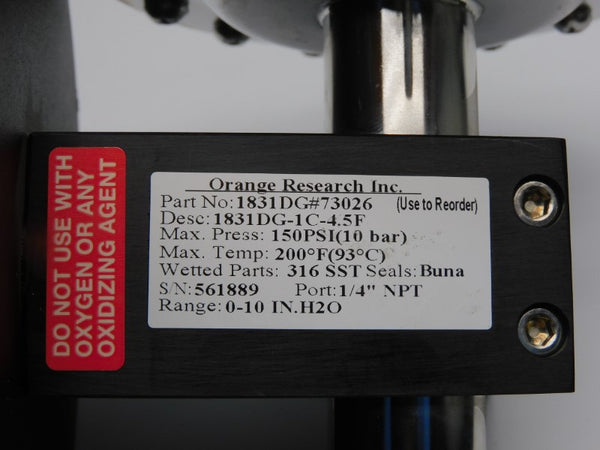 DO NOT USE WITH
OXYGEN OR ANY
OXIDIZING AGENT
Orange Research Inc.
Part No:1831DG#73026 (Use to Reorder)
Desc:1831DG-1C-4.5F
Max. Press: 150PSI(10 bar)
Max. Temp: 200°F(93°C)
Wetted Parts: 316 SST Seals:Buna
S/N:561889 Port:1/4" NPT
Range: 0-10 IN.H2O